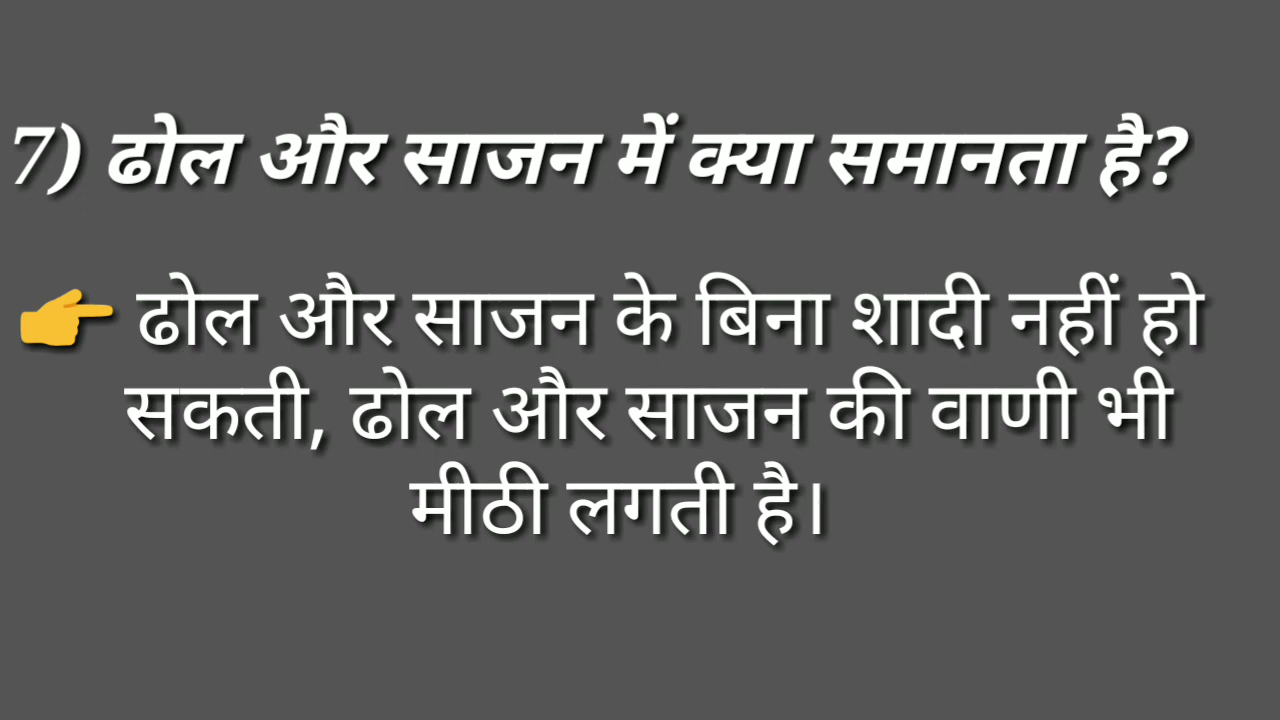 7) ढोल और साजन में क्या समानता है?
👉 ढोल और साजन के बिना शादी नहीं हो
सकती, ढोल और साजन की वाणी भी
मीठी लगती है।